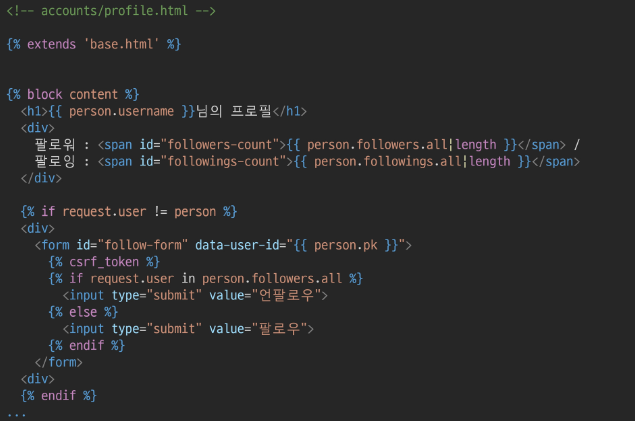 <!-- accounts/profile.html -->
{% extends 'base.html' %}
{% block content %}
<h1>{{ person.username }}님의 프로필</h1>
<div>
팔로워 : <span id="followers-count">{{ person.followers.all|length }}</span> /
팔로잉 : <span id="followings-count">{{ person.followings.all|length }}</span>
</div>
{% if request.user != person %}
<div>
<form id="follow-form" data-user-id="{{ person.pk }}">
{% csrf_token %}
{% if request.user in person.followers.all %}
<input type="submit" value="언팔로우">
{% else %}
<input type="submit" value="팔로우">
{% endif %}
</form>
<div>
{% endif %}
...